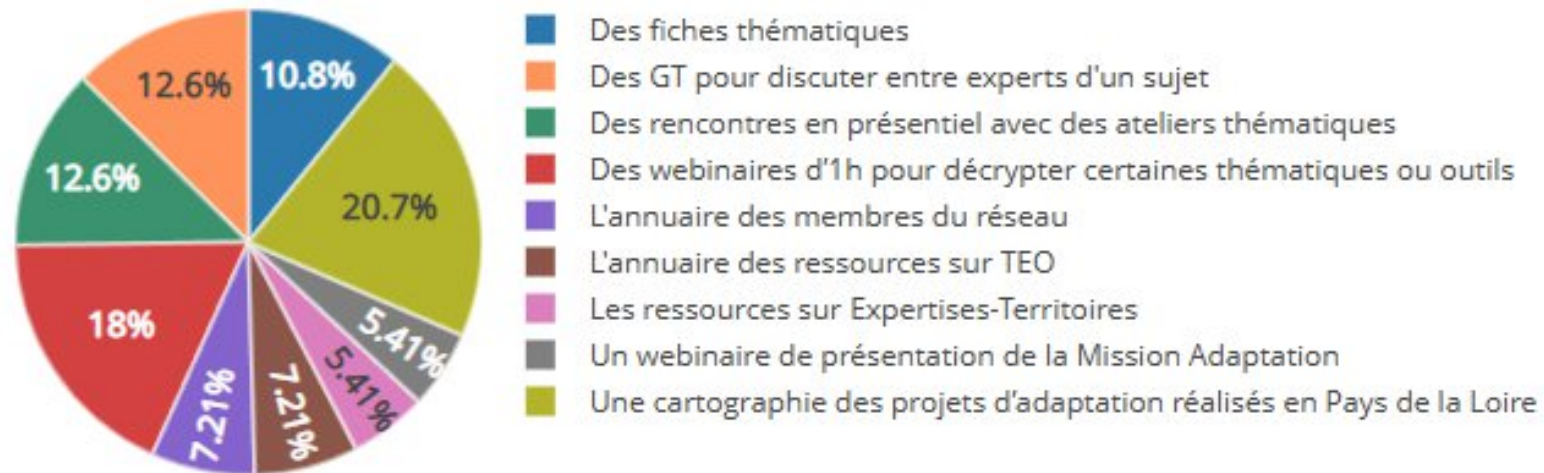 10.8%
12.6%
12.6%
20.7%
18%
5.41%
5.41%
7.21%
7.21%
Des fiches thématiques
Des GT pour discuter entre experts d'un sujet
Des rencontres en présentiel avec des ateliers thématiques
Des webinaires d'1h pour décrypter certaines thématiques ou outils
L'annuaire des membres du réseau
L'annuaire des ressources sur TEO
Les ressources sur Expertises-Territoires
Un webinaire de présentation de la Mission Adaptation
Une cartographie des projets d'adaptation réalisés en Pays de la Loire